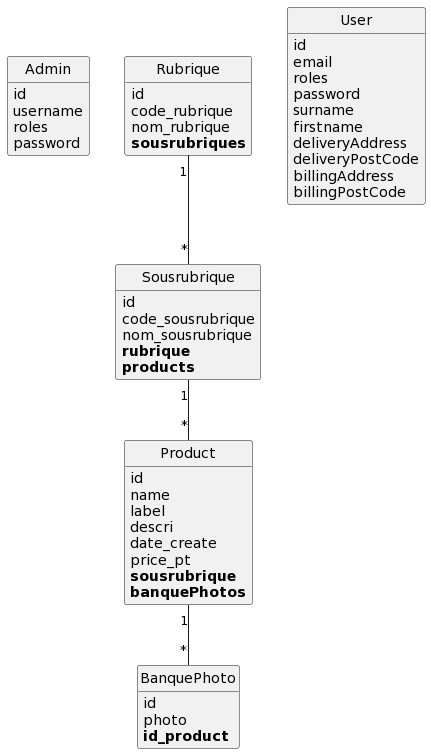 Admin
id
username
roles
password
Rubrique
id
code_rubrique
nom_rubrique
sousrubriques
User
id
email
roles
password
surname
firstname
deliveryAddress
deliveryPostCode
billingAddress
billingPostCode
1
*
Sousrubrique
id
code_sousrubrique
nom_sousrubrique
rubrique
products
1
*
Product
id
name
label
descri
date_create
price_pt
sousrubrique
banquePhotos
1
*
BanquePhoto
id
photo
id_product